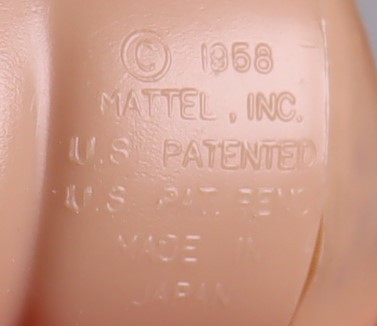 © 1958
MATTEL, INC.
U.S PATENTED
U.S PAT. PEND
MADE IN
JAPAN